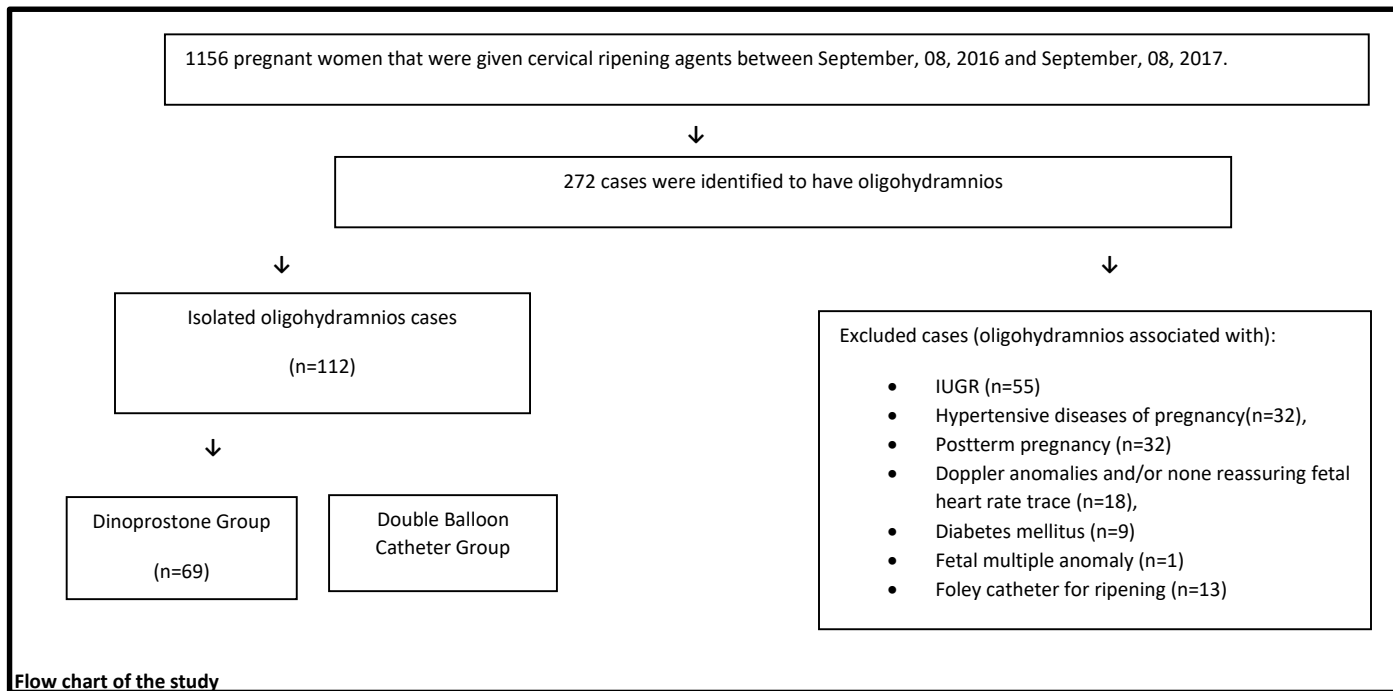 1156 pregnant women that were given cervical ripening agents between September, 08, 2016 and September, 08, 2017.
↓
272 cases were identified to have oligohydramnios
↓ ↓
Isolated oligohydramnios cases
(n=112)
Excluded cases (oligohydramnios associated with):
• IUGR (n=55)
• Hypertensive diseases of pregnancy(n=32),
• Postterm pregnancy (n=32)
• Doppler anomalies and/or none reassuring fetal
heart rate trace (n=18),
• Diabetes mellitus (n=9)
• Fetal multiple anomaly (n=1)
• Foley catheter for ripening (n=13)
↓
Dinoprostone Group
(n=69)
Double Balloon
Catheter Group
Flow chart of the study